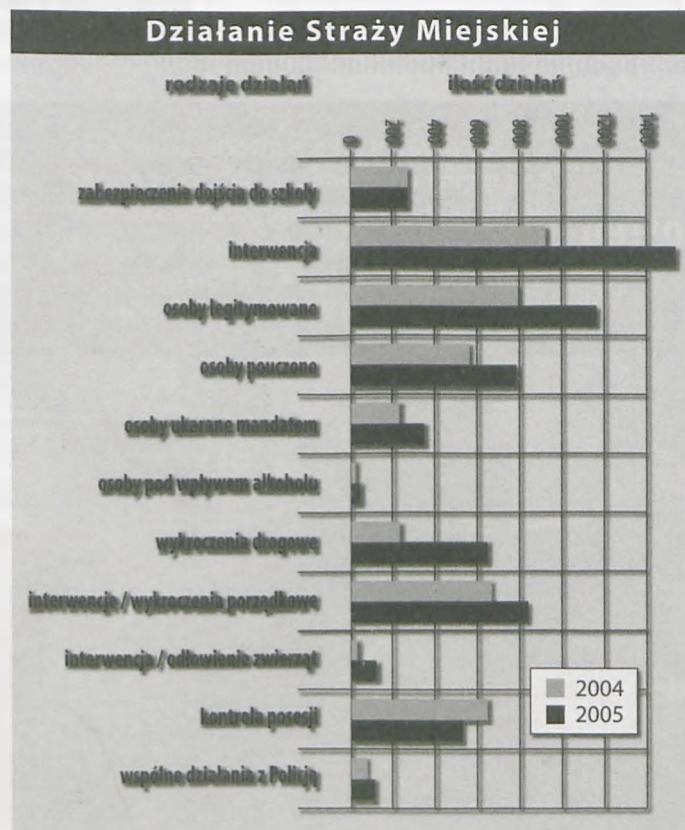 Działanie Straży Miejskiej
rodzaje działań
ilość działań
0 200 400 600 800 1000 1200 1400
zabezpieczenie dojścia do szkoły
interwencja
osoby legitymowane
osoby pouczone
osoby ukarane mandatem
osoby pod wpływem alkoholu
wykroczenia drogowe
interwencje / wykroczenia porządkowe
interwencja / odłowienie zwierząt
kontrola posesji
wspólne działania z Policją
2004
2005